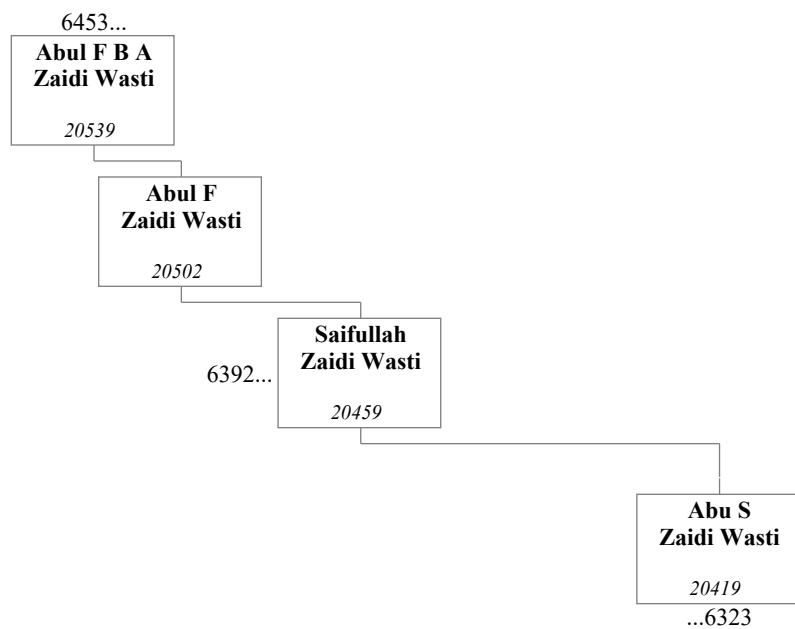 6453...
Abul F B A
Zaidi Wasti
20539
Abul F
Zaidi Wasti
20502
Saifullah
Zaidi Wasti
6392...
20459
Abu S
Zaidi Wasti
20419
...6323